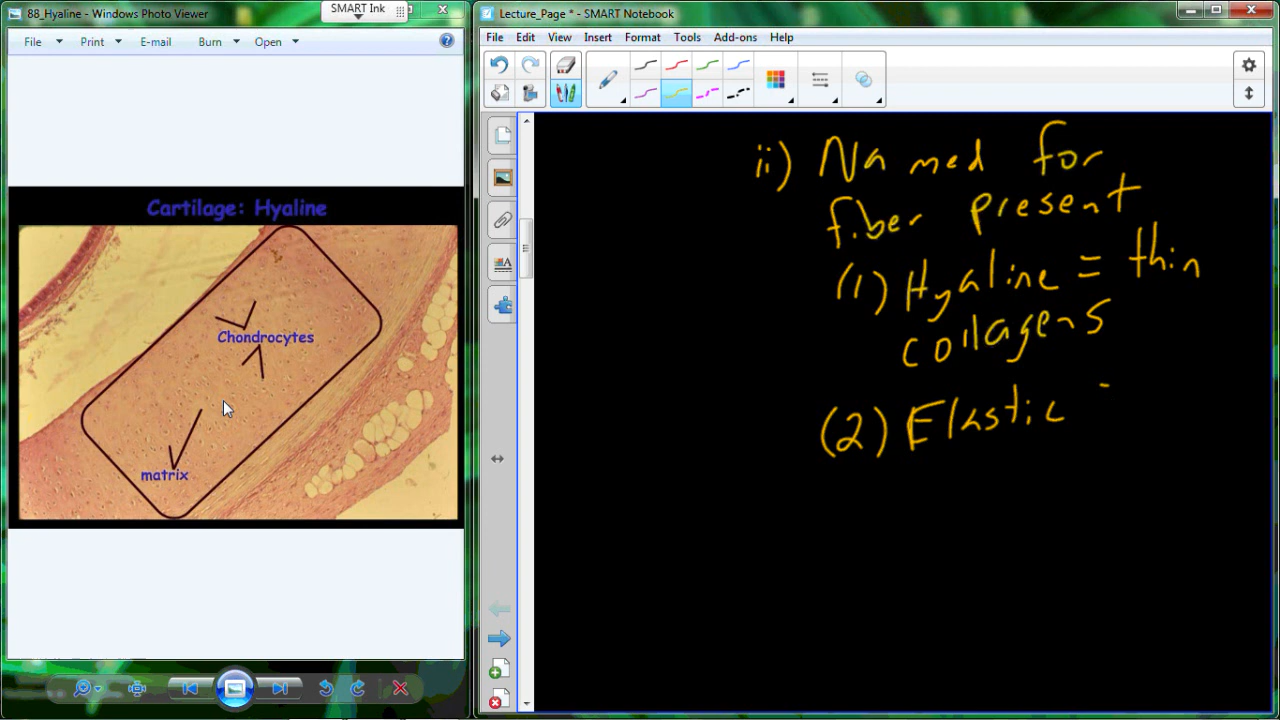 88_Hyaline - Windows Photo Viewer
SMART Ink
File Print E-mail Burn Open
Cartilage: Hyaline
Chondrocytes
matrix
Lecture_Page * - SMART Notebook
File Edit View Insert Format Tools Add-ons Help
ii) Named for
fiber present
(1) Hyaline = thin
collagens
(2) Elastic -